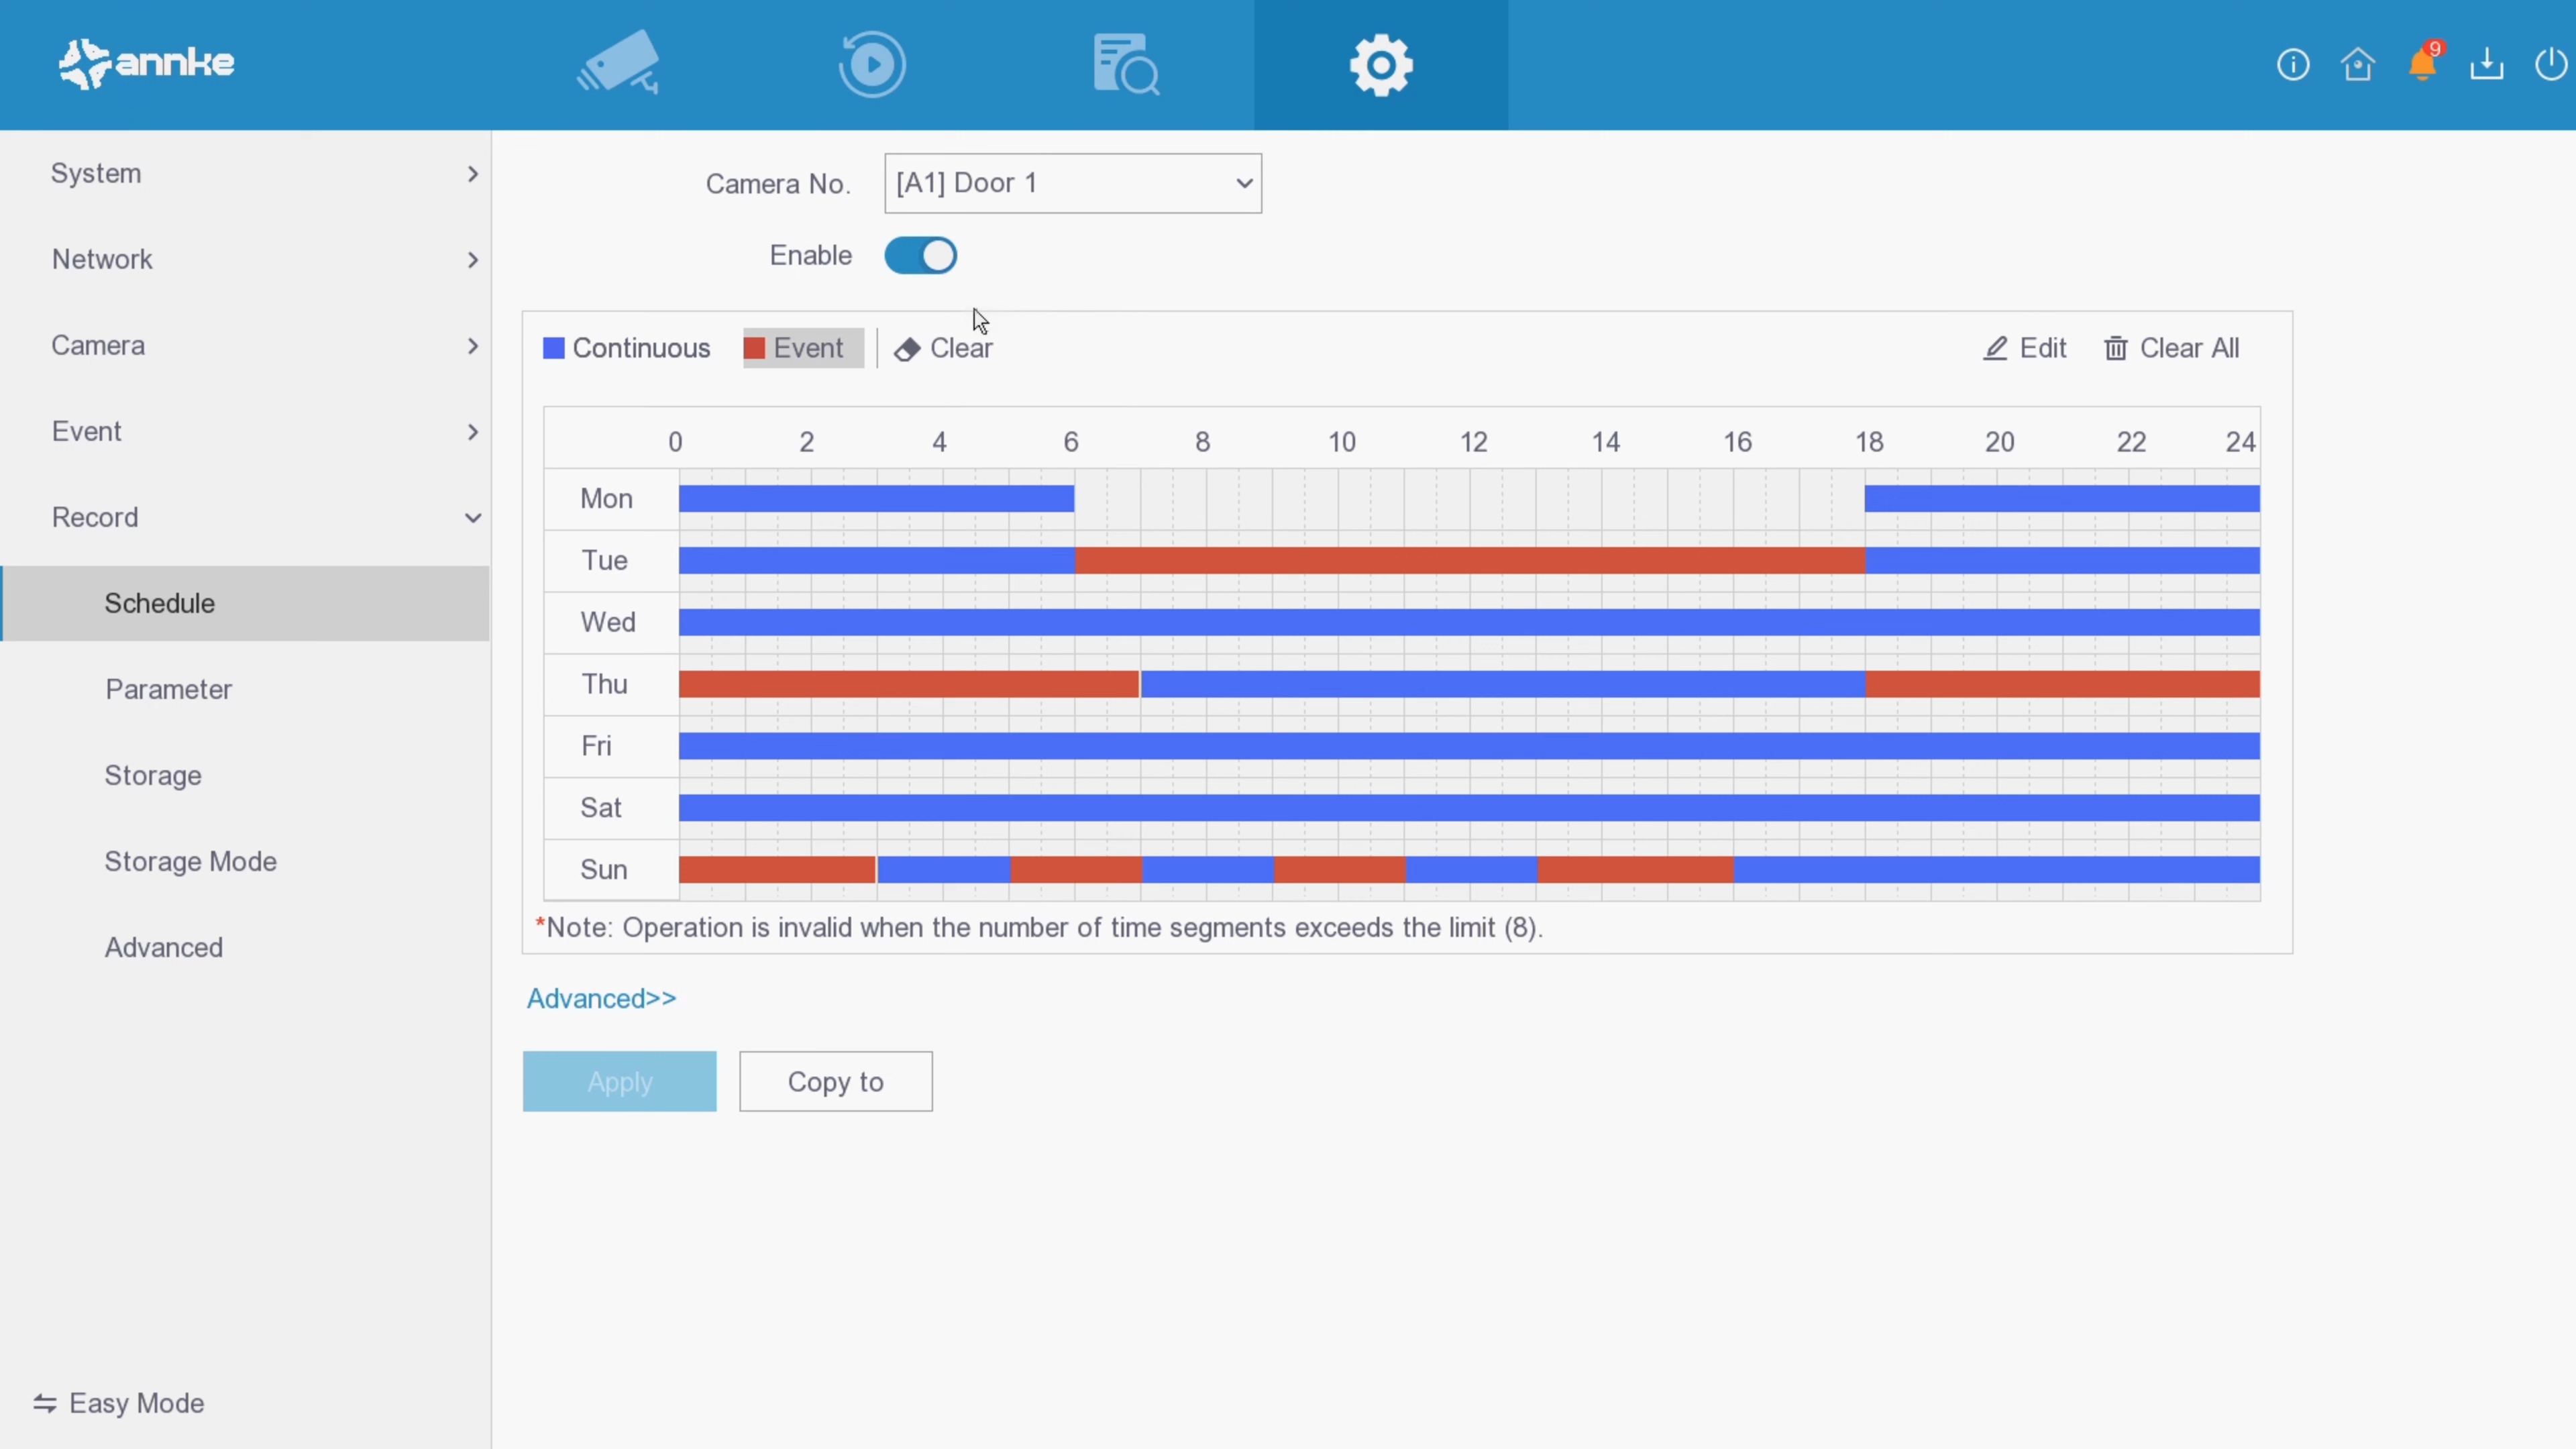 annke
9
System
Network
Camera
Event
Record
Schedule
Parameter
Storage
Storage Mode
Advanced
Easy Mode
Camera No. [A1] Door 1
Enable
Continuous Event Clear Edit Clear All
0 2 4 6 8 10 12 14 16 18 20 22 24
Mon
Tue
Wed
Thu
Fri
Sat
Sun
*Note: Operation is invalid when the number of time segments exceeds the limit (8).
Advanced>>
Apply Copy to